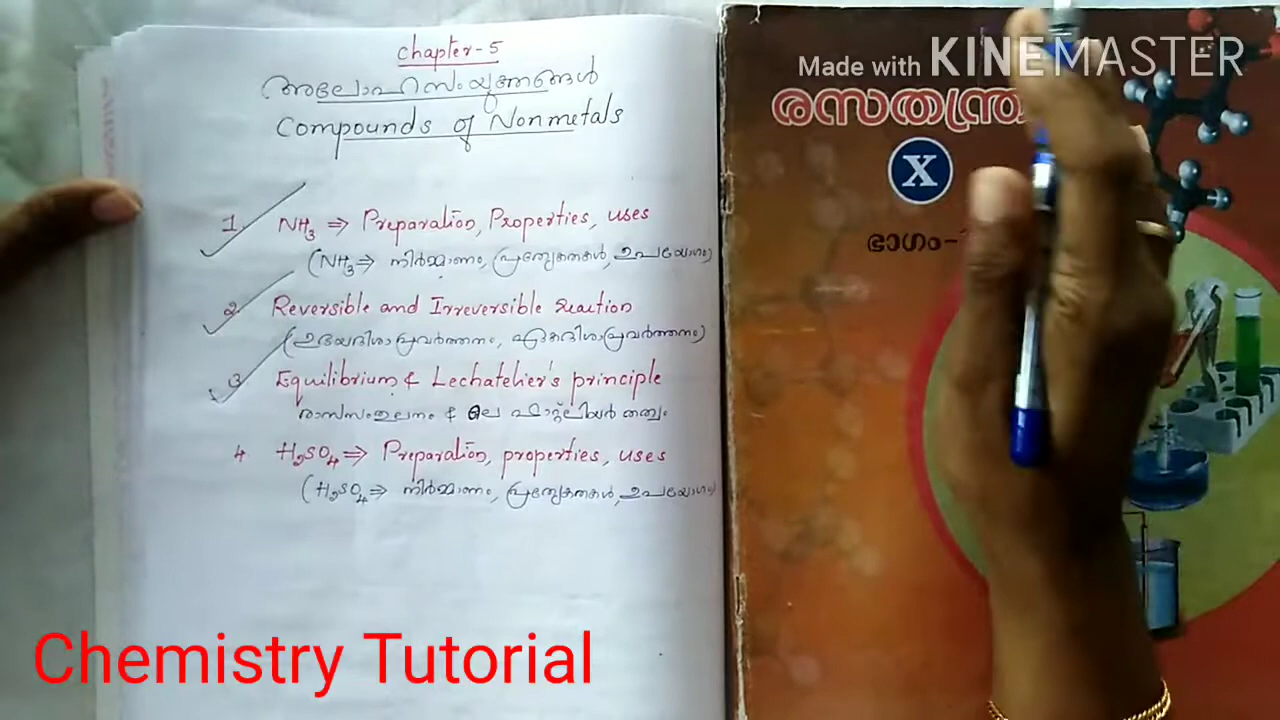 chapter-5
അലോഹസംയുക്തങ്ങൾ
Compounds of Nonmetals
1. NH3 ⇒ Preparation, Properties, uses
(NH3 ⇒ നിർമ്മാണം, പ്രത്യേകതകൾ, ഉപയോഗം)
2. Reversible and Irreversible reaction
(ഉഭയദിശാപ്രവർത്തനം, ഏകദിശാപ്രവർത്തനം)
3 Equilibrium & Lechatelier's principle
രാസസംതുലനം & ലെ ഷാറ്റ്ലിയർ തത്വം
4 H2SO4 ⇒ Preparation, properties, uses
(H2SO4 ⇒ നിർമ്മാണം, പ്രത്യേകതകൾ, ഉപയോഗം)
Made with KINEMASTER
രസതന്ത്ര
X
ഭാഗം-
Chemistry Tutorial